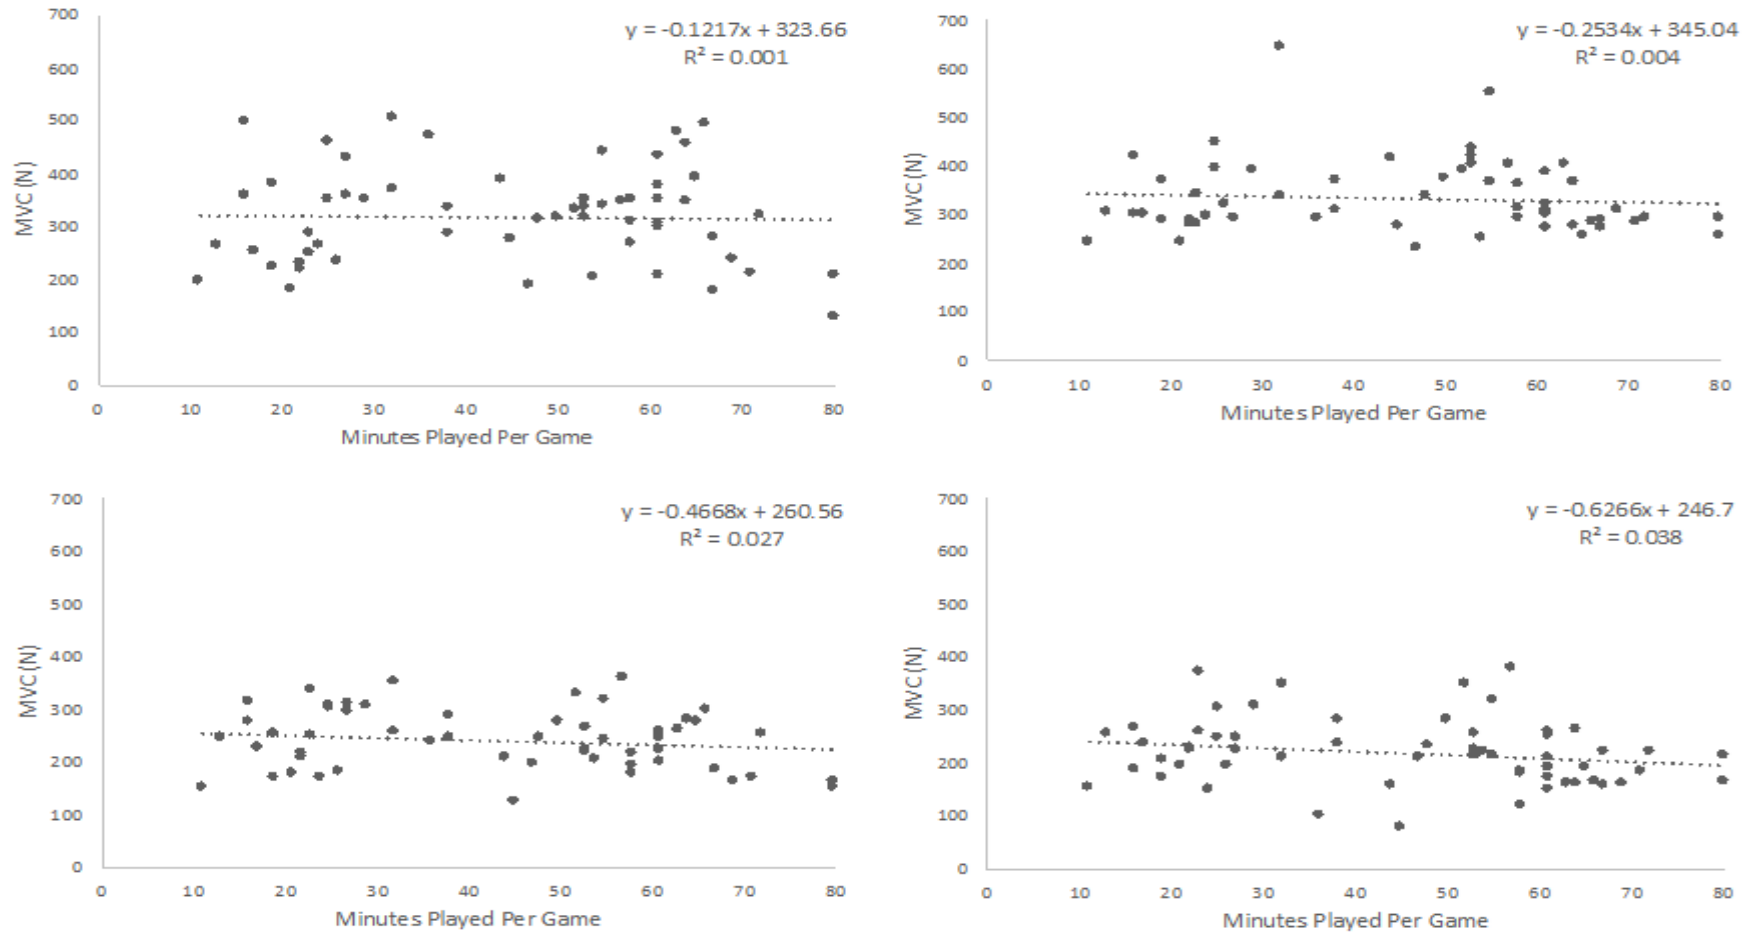 700
600
500
400
300
200
100
0
MVC (N)
y = -0.1217x + 323.66
R² = 0.001
0 10 20 30 40 50 60 70 80
Minutes Played Per Game
700
600
500
400
300
200
100
0
MVC (N)
y = -0.2534x + 345.04
R² = 0.004
0 10 20 30 40 50 60 70 80
Minutes Played Per Game
700
600
500
400
300
200
100
0
MVC (N)
y = -0.4668x + 260.56
R² = 0.027
0 10 20 30 40 50 60 70 80
Minutes Played Per Game
700
600
500
400
300
200
100
0
MVC (N)
y = -0.6266x + 246.7
R² = 0.038
0 10 20 30 40 50 60 70 80
Minutes Played Per Game